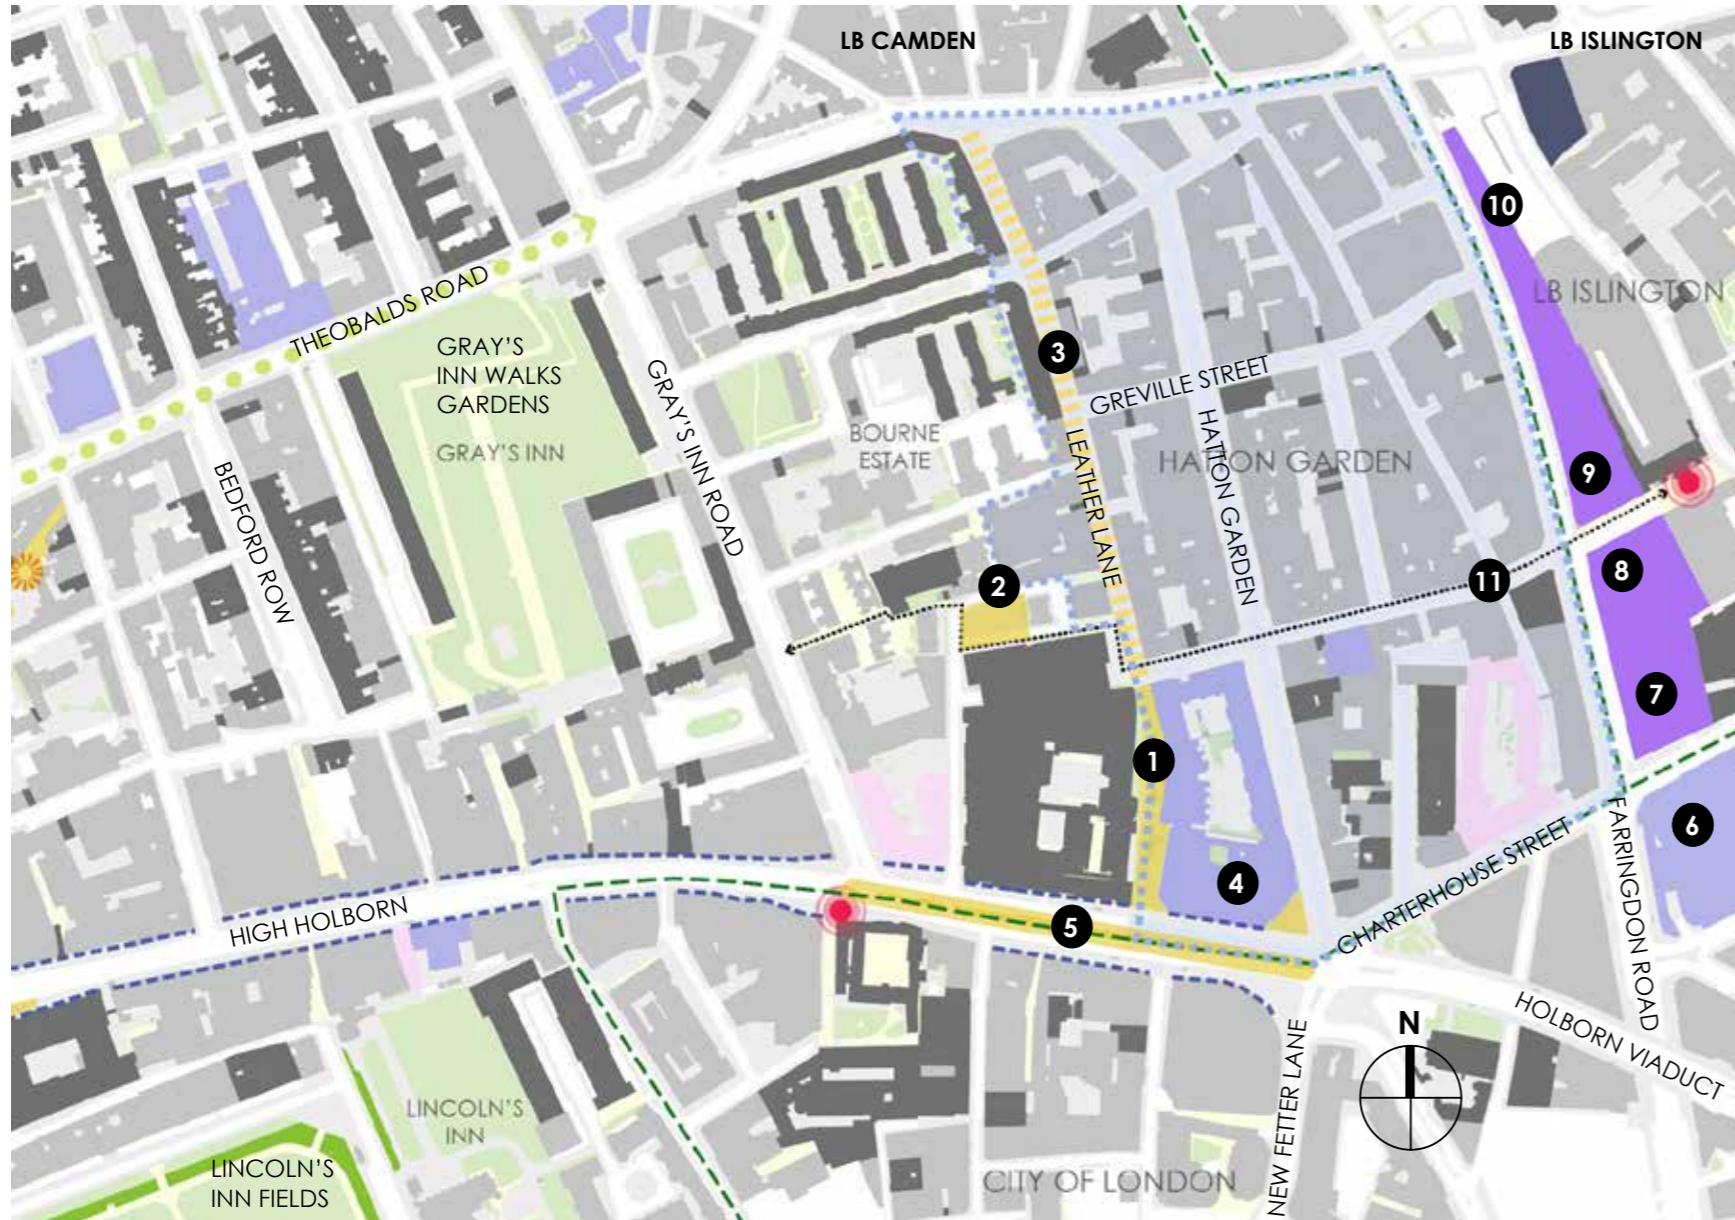 LB CAMDEN
LB ISLINGTON
10
LB ISLINGTON
THEOBALDS ROAD
GRAY'S
INN WALKS
GARDENS
GRAY'S INN
GRAY'S INN ROAD
3
GREVILLE STREET
BOURNE
ESTATE
LEATHER LANE
HATTON GARDEN
HATTON GARDEN
9
BEDFORD ROW
2
11
8
7
1
6
4
5
HIGH HOLBORN
CHARTERHOUSE STREET
FARRINGDON ROAD
HOLBORN VIADUCT
N
NEW FETTER LANE
LINCOLN'S
INN
LINCOLN'S
INN FIELDS
CITY OF LONDON